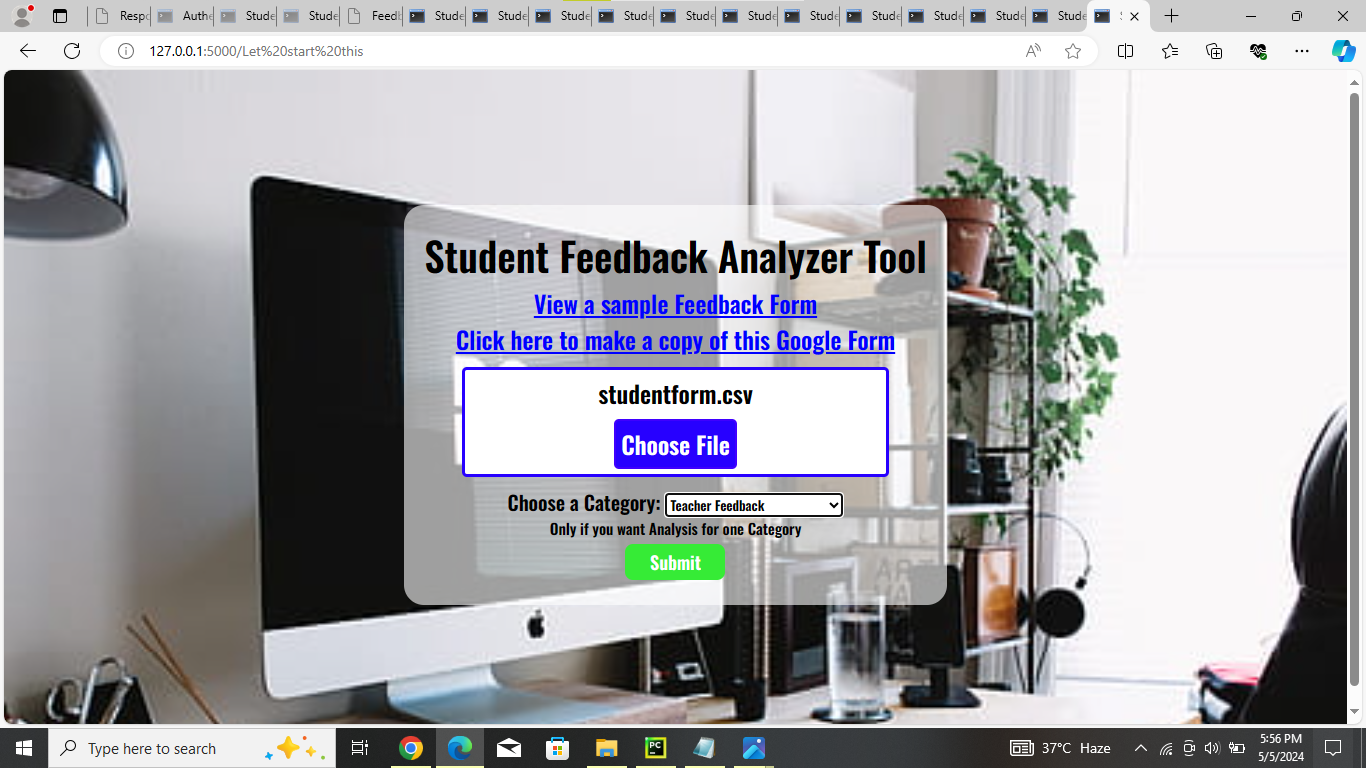 Respo
Authe
Stude
Stude
Feedb
Stude
Stude
Stude
Stude
Stude
Stude
Stude
Stude
Stude
Stude
Stude
127.0.0.1:5000/Let%20start%20this
Student Feedback Analyzer Tool
View a sample Feedback Form
Click here to make a copy of this Google Form
studentform.csv
Choose File
Choose a Category: Teacher Feedback
Only if you want Analysis for one Category
Submit
Type here to search
PC
37°C Haze
5:56 PM
5/5/2024